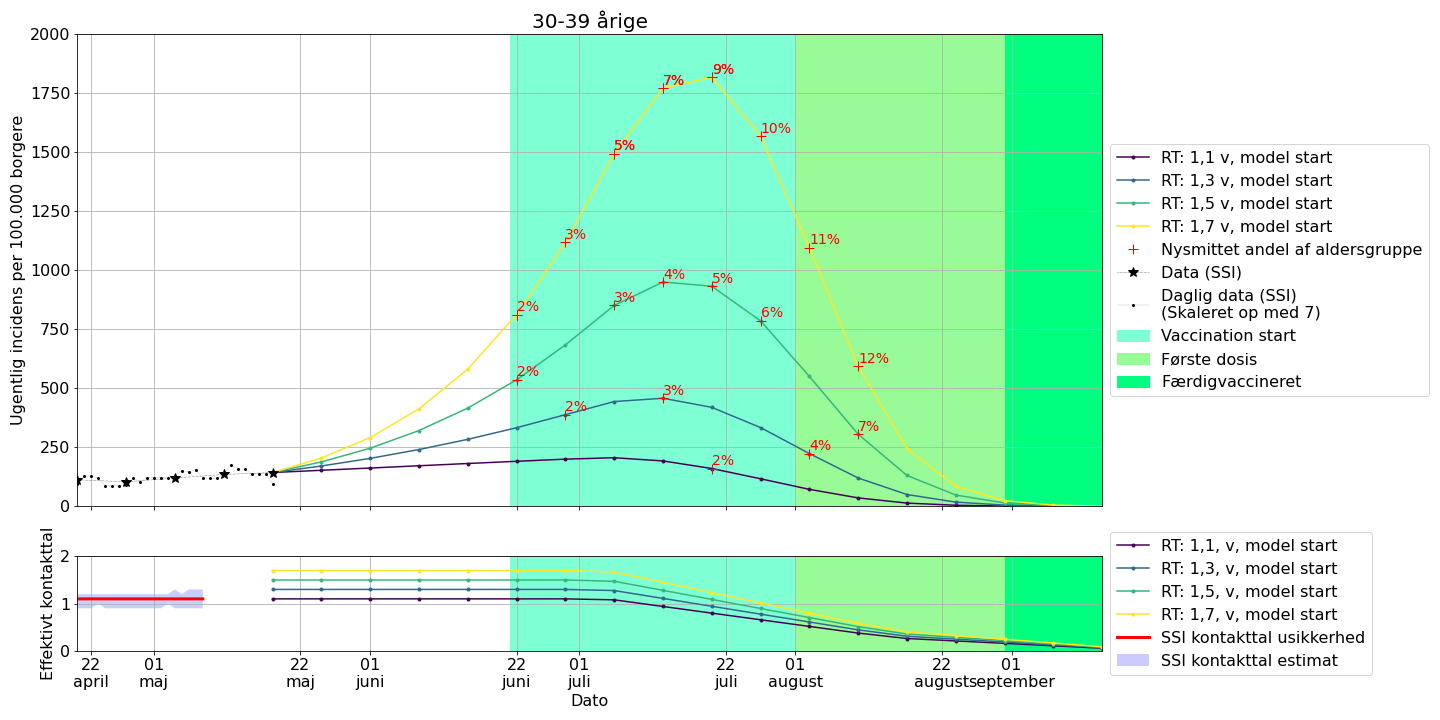 30-39 årige
2000
1750
1500
1250
1000
750
500
250
0
Ugentlig incidens per 100.000 borgere
2%
3%
5%
7%
9%
10%
11%
12%
2%
3%
4%
5%
6%
7%
2%
3%
4%
2%
RT: 1,1 v, model start
RT: 1,3 v, model start
RT: 1,5 v, model start
RT: 1,7 v, model start
Nysmittet andel af aldersgruppe
Data (SSI)
Daglig data (SSI)
(Skaleret op med 7)
Vaccination start
Første dosis
Færdigvaccineret
2
1
0
Effektivt kontakttal
22 01 22 01 22 01 22 01 22 01
april maj maj juni juni juli juli august august september
Dato
RT: 1,1, v, model start
RT: 1,3, v, model start
RT: 1,5, v, model start
RT: 1,7, v, model start
SSI kontakttal usikkerhed
SSI kontakttal estimat